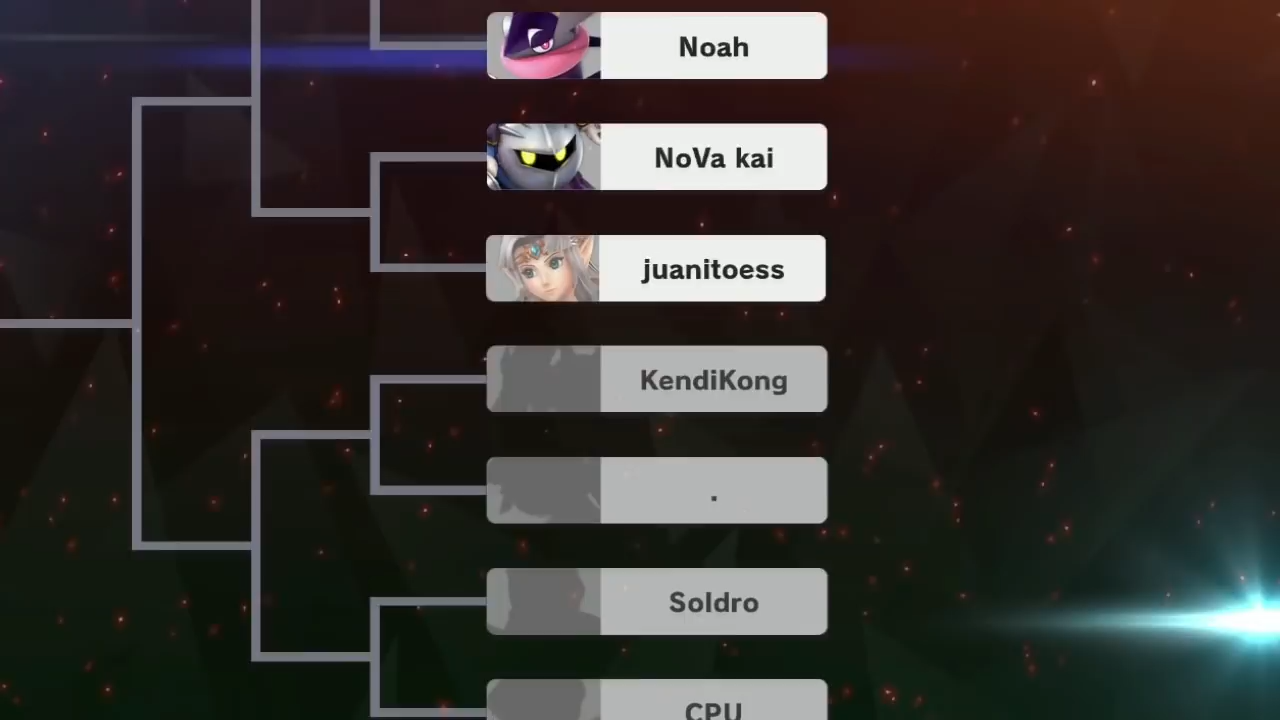 Noah
NoVa kai
juanitoess
KendiKong
.
Soldro
CPU